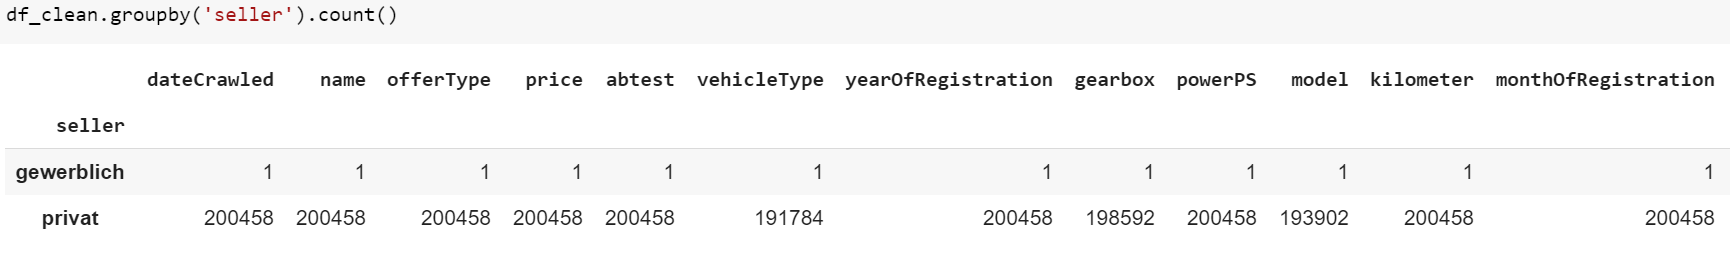 df_clean.groupby('seller').count()
dateCrawled name offerType price abtest vehicleType yearOfRegistration gearbox powerPS model kilometer monthOfRegistration
seller
gewerblich 1 1 1 1 1 1 1 1 1 1 1 1
privat 200458 200458 200458 200458 200458 191784 200458 198592 200458 193902 200458 200458